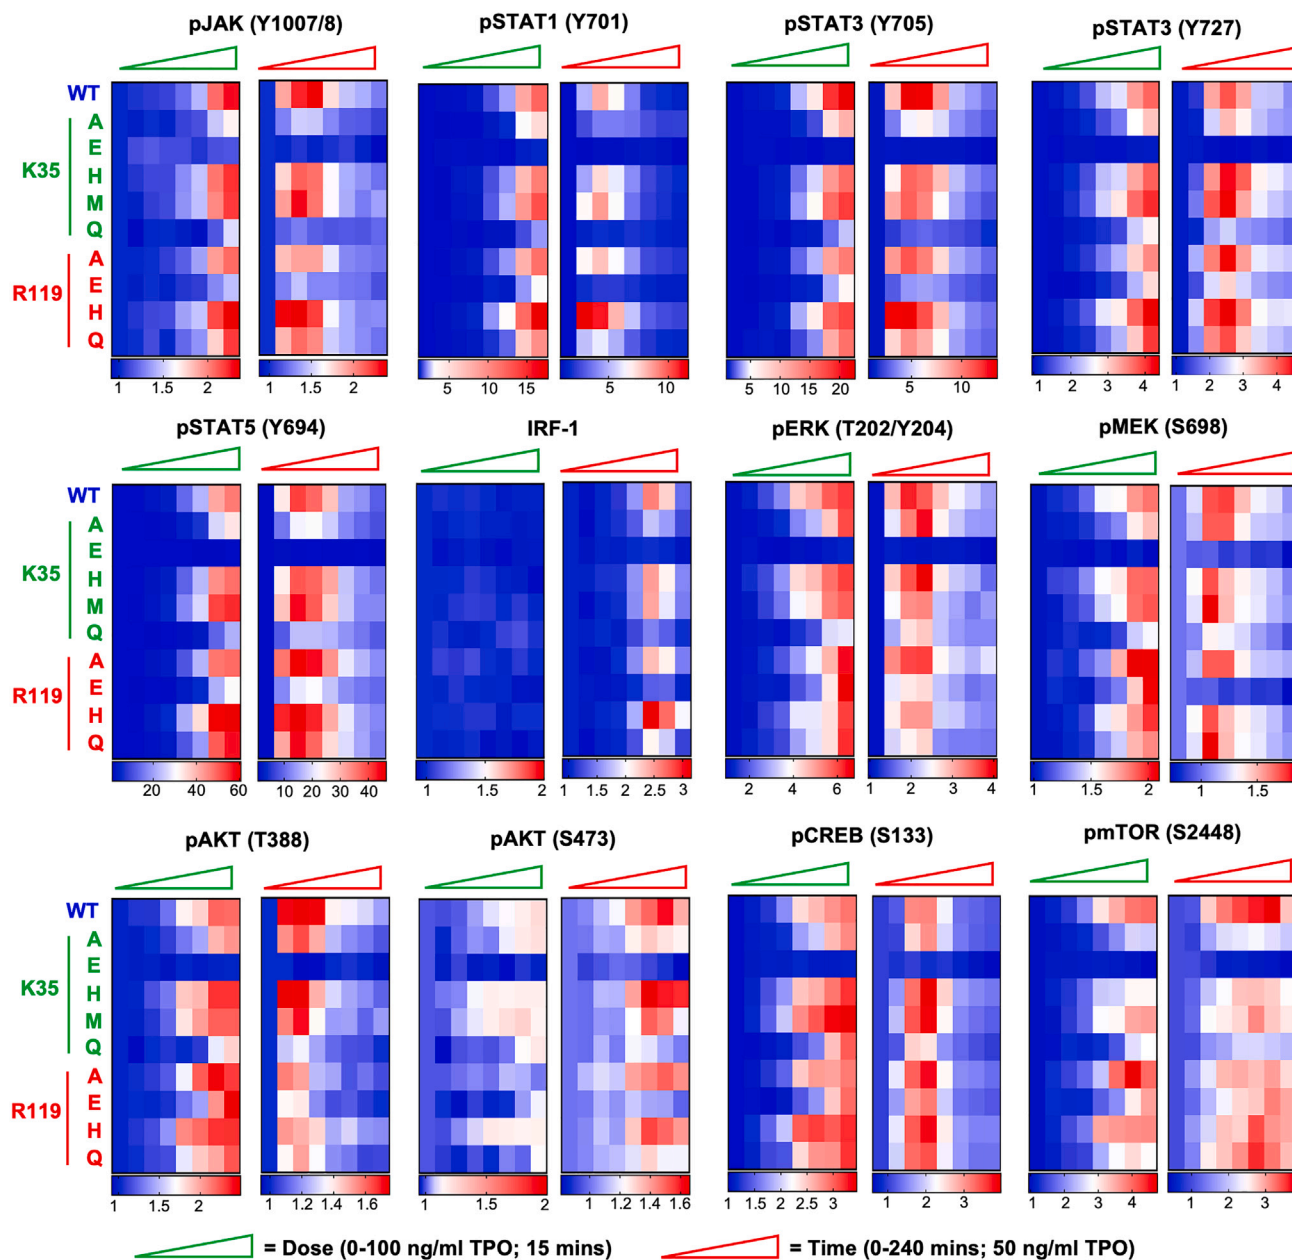 pJAK (Y1007/8) pSTAT1 (Y701) pSTAT3 (Y705) pSTAT3 (Y727)
WT
A
E
K35 H
M
Q
A
R119 E
H
Q
1 1.5 2 1 1.5 2 5 10 15 5 10 5 10 15 20 5 10 1 2 3 4 1 2 3 4
pSTAT5 (Y694) IRF-1 pERK (T202/Y204) pMEK (S698)
WT
A
E
K35 H
M
Q
A
R119 E
H
Q
20 40 60 10 20 30 40 1 1.5 2 1 1.5 2 2.5 3 2 4 6 1 2 3 4 1 1.5 2 1 1.5
pAKT (T388) pAKT (S473) pCREB (S133) pmTOR (S2448)
WT
A
E
K35 H
M
Q
A
R119 E
H
Q
1 2 1 1.2 1.4 1.6 1 1.5 2 1 1.2 1.4 1.6 1 1.5 2 2.5 3 1 2 3 1 2 3 4 1 2 3
= Dose (0-100 ng/ml TPO; 15 mins) = Time (0-240 mins; 50 ng/ml TPO)